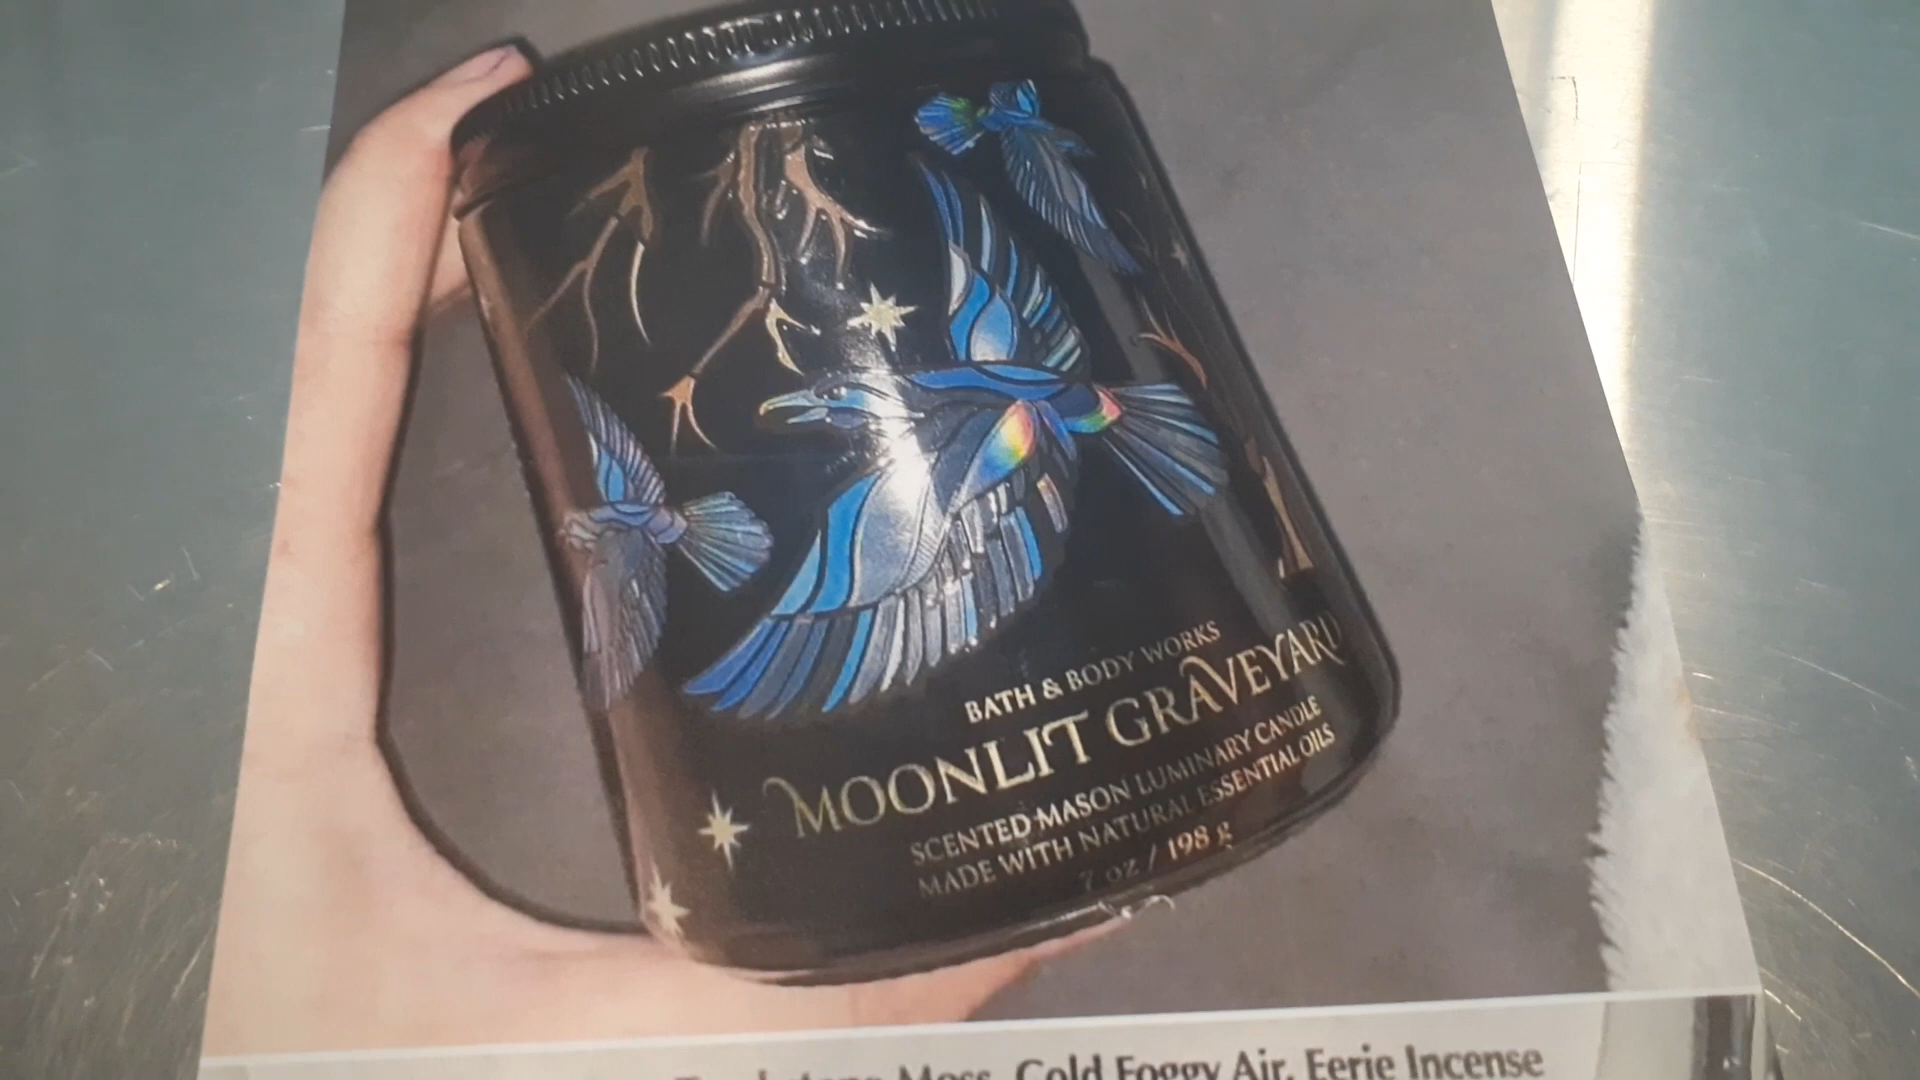 BATH & BODY WORKS
MOONLIT GRAVEYARD
SCENTED MASON LUMINARY CANDLE
MADE WITH NATURAL ESSENTIAL OILS
7 oz / 198 g
Moss, Cold Foggy Air, Eerie Incense